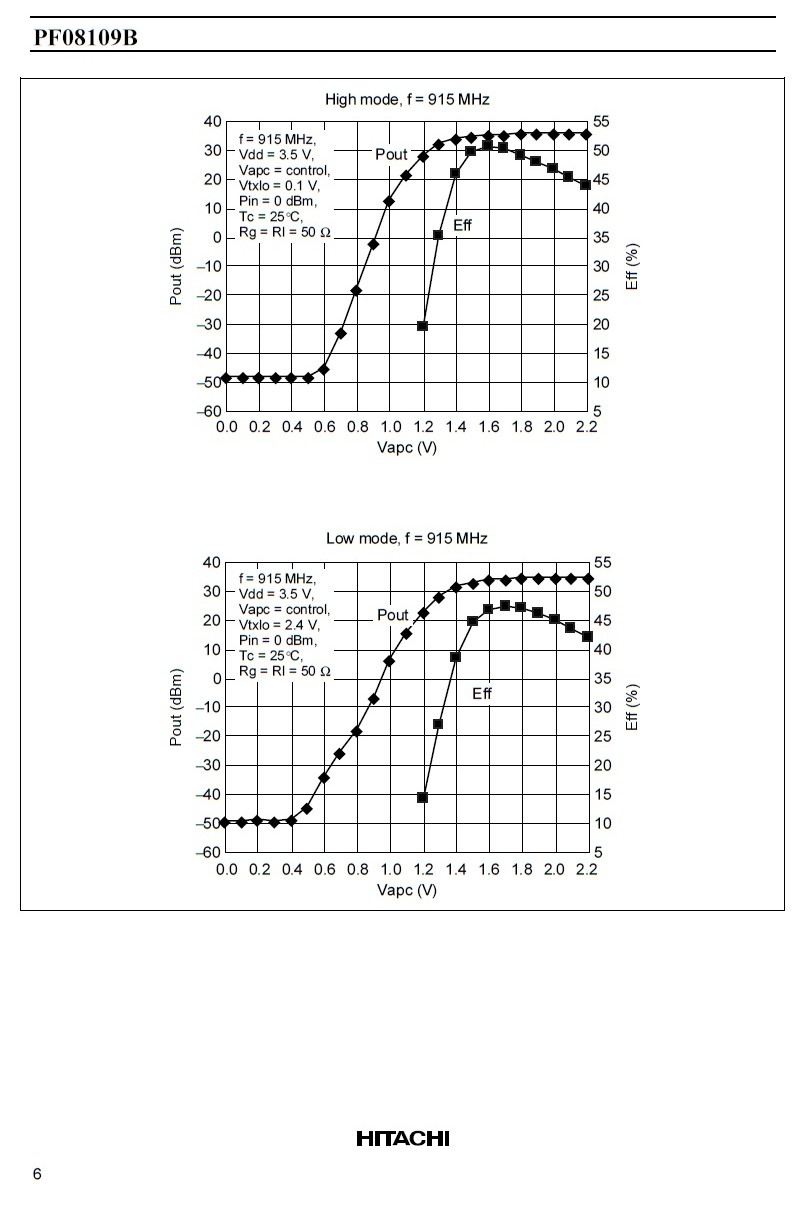 PF08109B
High mode, f = 915 MHz
40
30
20
10
0
–10
–20
–30
–40
–50
–60
Pout (dBm)
f = 915 MHz,
Vdd = 3.5 V,
Vapc = control,
Vtxlo = 0.1 V,
Pin = 0 dBm,
Tc = 25°C,
Rg = Rl = 50 Ω
Pout
Eff
55
50
45
40
35
30
25
20
15
10
5
Eff (%)
0.0 0.2 0.4 0.6 0.8 1.0 1.2 1.4 1.6 1.8 2.0 2.2
Vapc (V)
Low mode, f = 915 MHz
40
30
20
10
0
–10
–20
–30
–40
–50
–60
Pout (dBm)
f = 915 MHz,
Vdd = 3.5 V,
Vapc = control,
Vtxlo = 2.4 V,
Pin = 0 dBm,
Tc = 25°C,
Rg = Rl = 50 Ω
Pout
Eff
55
50
45
40
35
30
25
20
15
10
5
Eff (%)
0.0 0.2 0.4 0.6 0.8 1.0 1.2 1.4 1.6 1.8 2.0 2.2
Vapc (V)
HITACHI
6